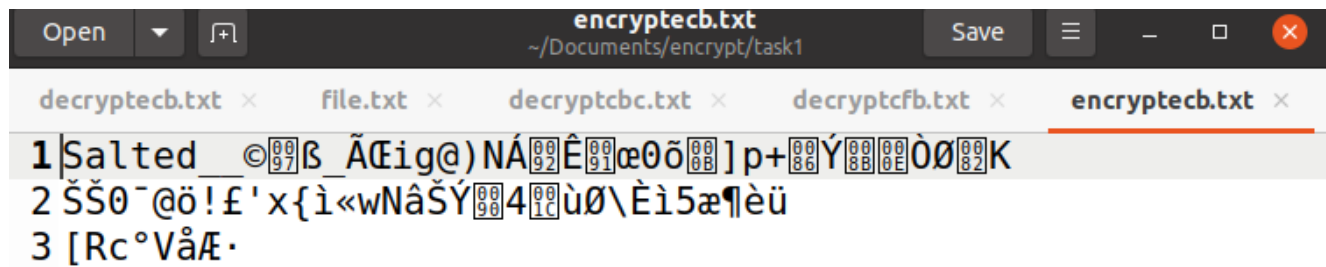 Open
encryptecb.txt
~/Documents/encrypt/task1
Save
decryptecb.txt × file.txt × decryptcbc.txt × decryptcfb.txt × encryptecb.txt ×
1 Salted__©ß_ÃŒig@)NÁÊœ0õ]p+ÝÒØK
2 ŠŠ0¯@ö!£'x{ì«wNâŠÝ4ùØ\Èì5æ¶èü
3 [Rc°VåÆ·